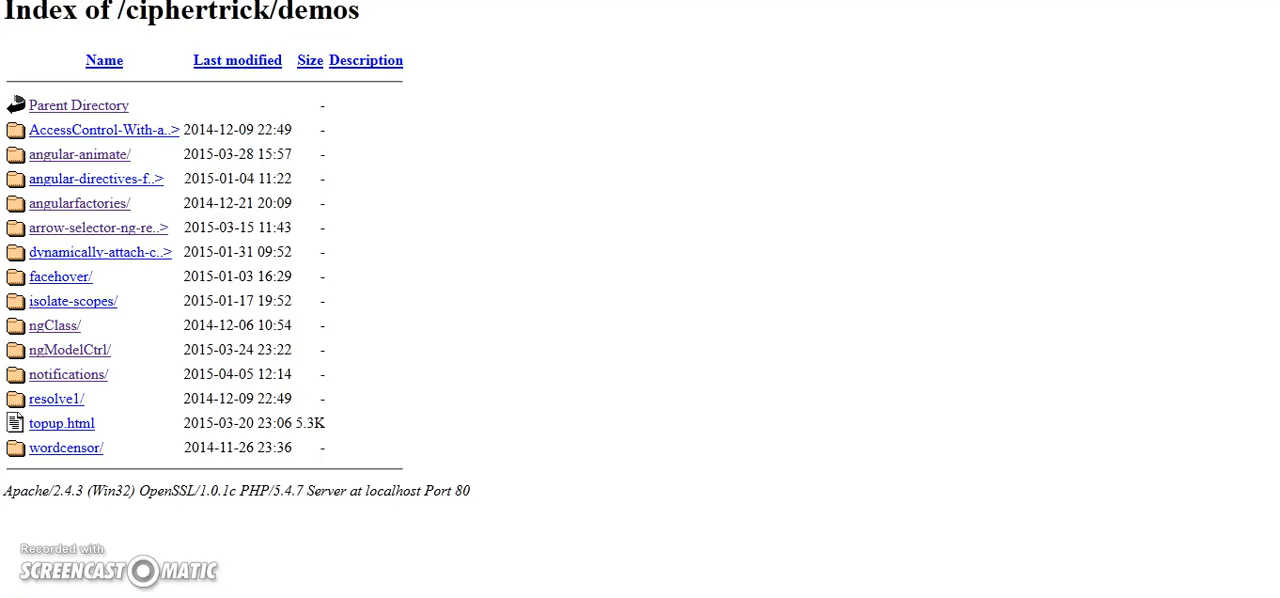 Index of /ciphertrick/demos
Name Last modified Size Description
Parent Directory -
AccessControl-With-a..> 2014-12-09 22:49 -
angular-animate/ 2015-03-28 15:57 -
angular-directives-f..> 2015-01-04 11:22 -
angularfactories/ 2014-12-21 20:09 -
arrow-selector-ng-re..> 2015-03-15 11:43 -
dynamically-attach-c..> 2015-01-31 09:52 -
facehover/ 2015-01-03 16:29 -
isolate-scopes/ 2015-01-17 19:52 -
ngClass/ 2014-12-06 10:54 -
ngModelCtrl/ 2015-03-24 23:22 -
notifications/ 2015-04-05 12:14 -
resolve1/ 2014-12-09 22:49 -
topup.html 2015-03-20 23:06 5.3K
wordcensor/ 2014-11-26 23:36 -
Apache/2.4.3 (Win32) OpenSSL/1.0.1c PHP/5.4.7 Server at localhost Port 80
Recorded with
SCREENCAST MATIC